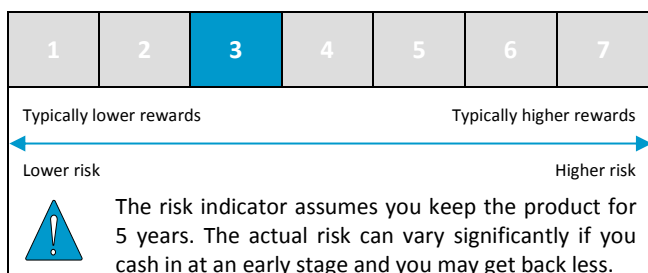 1 2 3 4 5 6 7
Typically lower rewards Typically higher rewards
Lower risk Higher risk
The risk indicator assumes you keep the product for
5 years. The actual risk can vary significantly if you
cash in at an early stage and you may get back less.